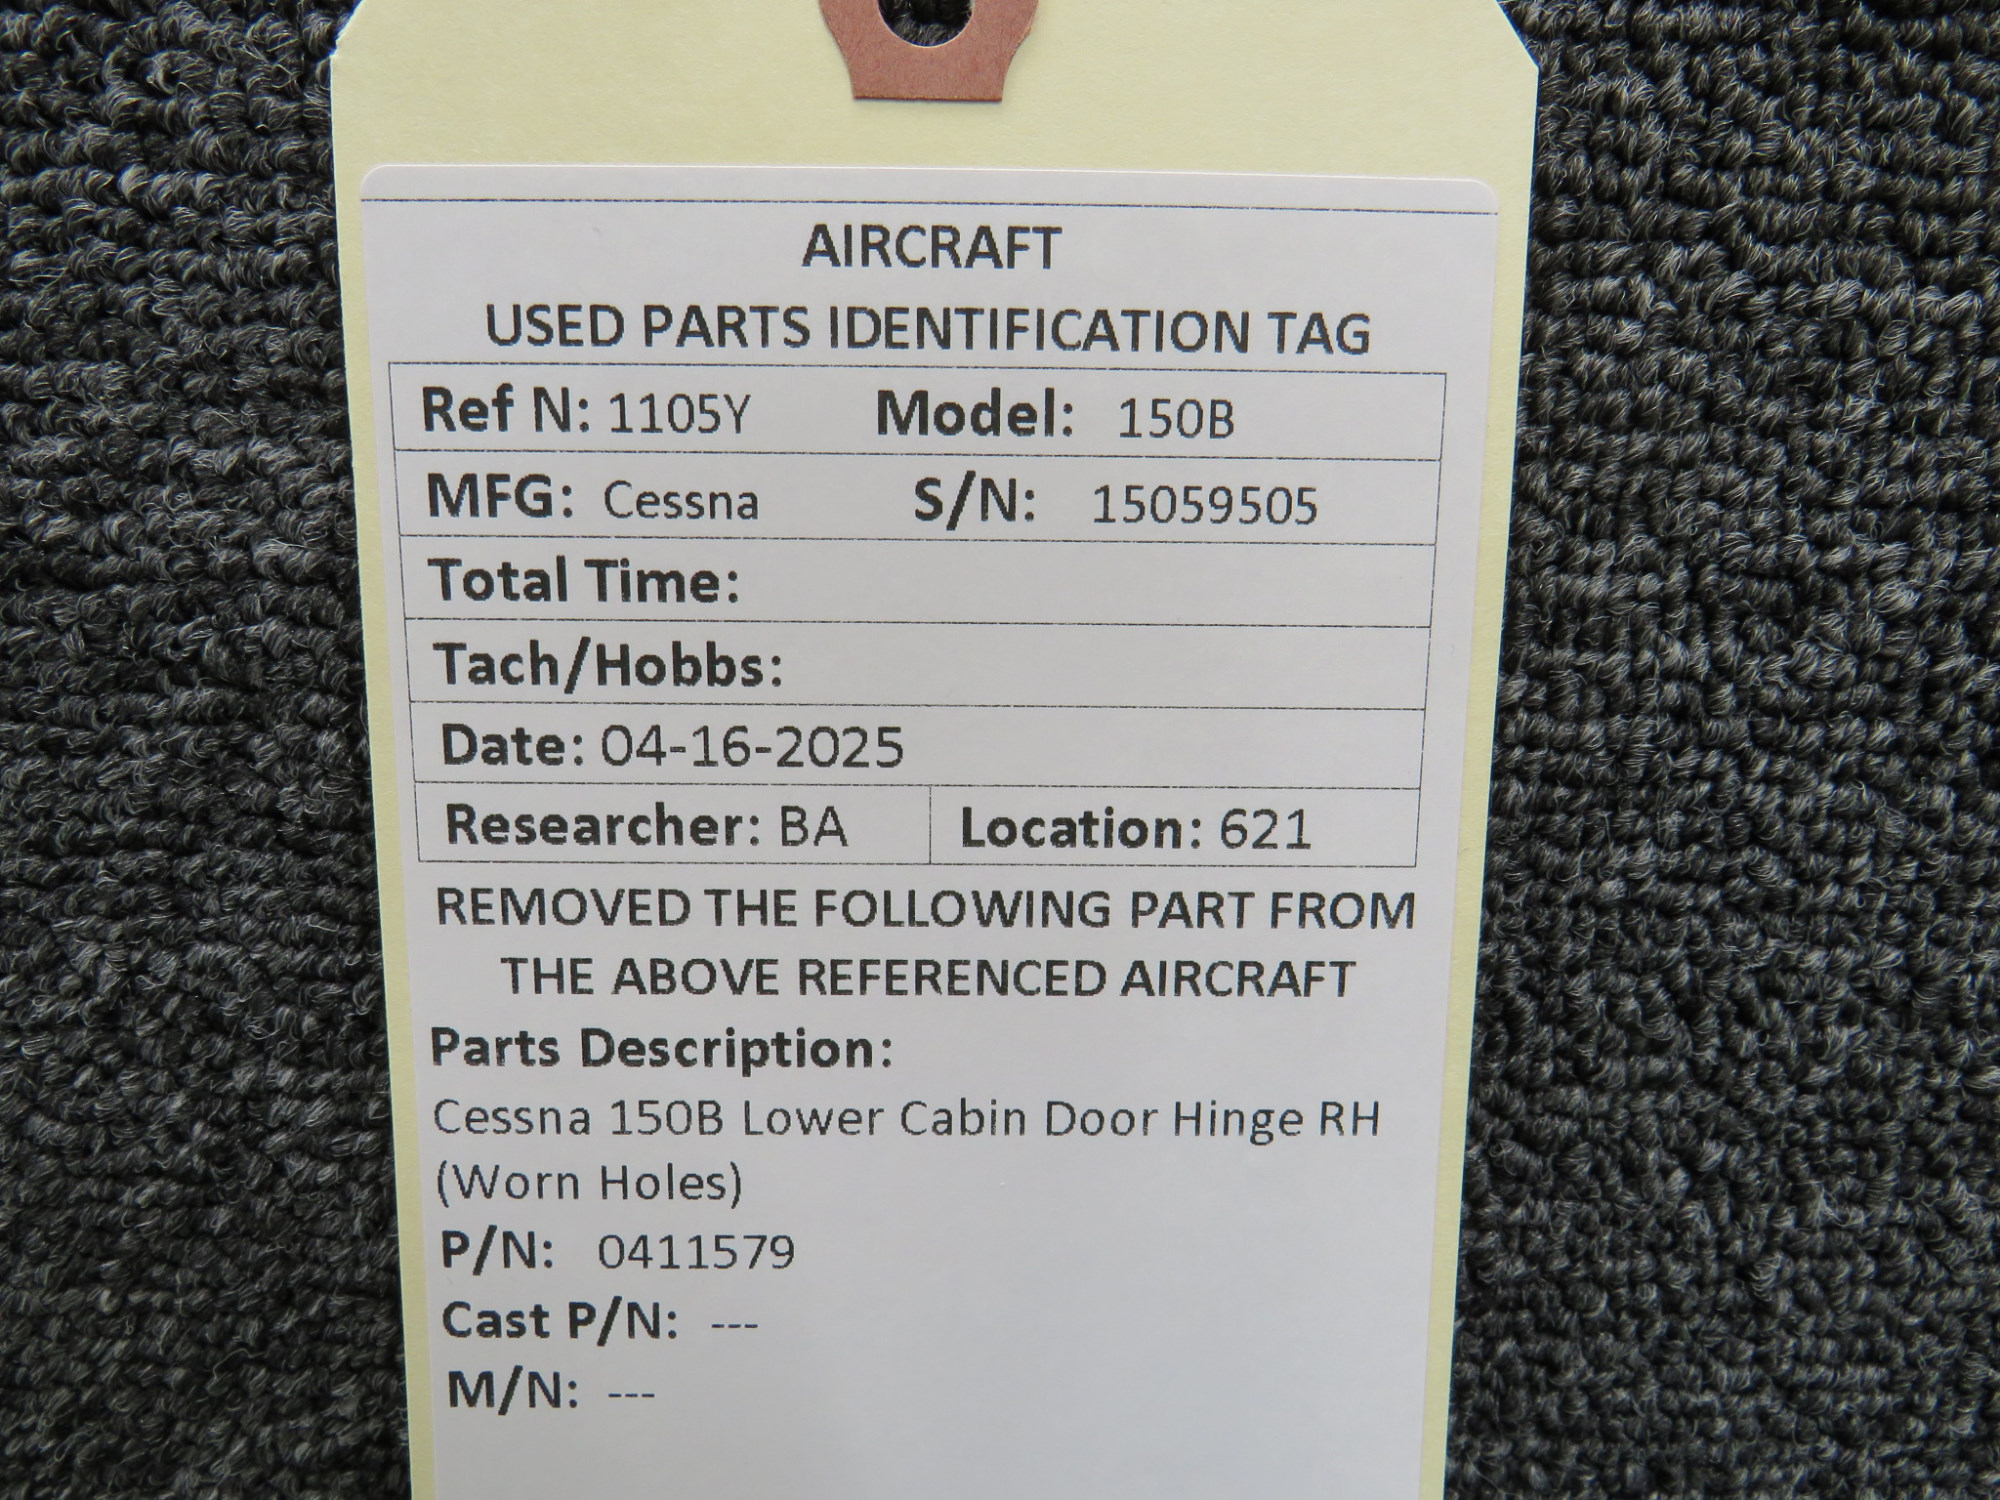 AIRCRAFT
USED PARTS IDENTIFICATION TAG
Ref N: 1105Y Model: 150B
MFG: Cessna S/N: 15059505
Total Time:
Tach/Hobbs:
Date: 04-16-2025
Researcher: BA Location: 621
REMOVED THE FOLLOWING PART FROM
THE ABOVE REFERENCED AIRCRAFT
Parts Description:
Cessna 150B Lower Cabin Door Hinge RH
(Worn Holes)
P/N: 0411579
Cast P/N: ---
M/N: ---